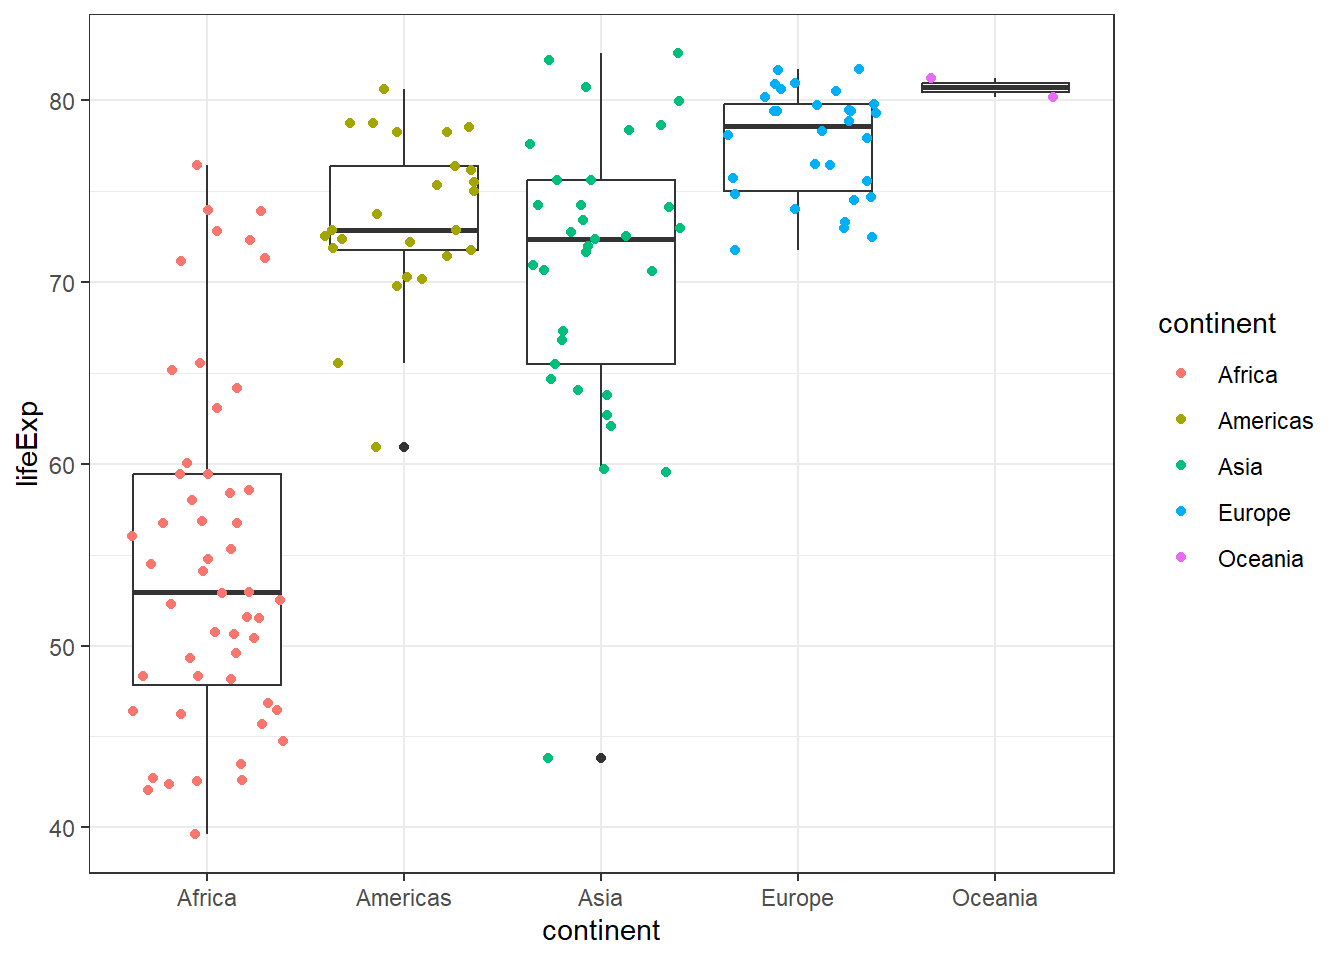 lifeExp
80
70
60
50
40
Africa Americas Asia Europe Oceania
continent
continent
Africa
Americas
Asia
Europe
Oceania